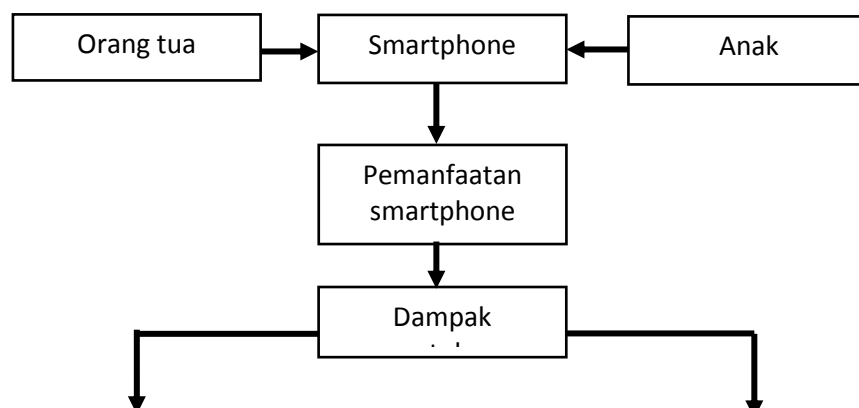 Orang tua
Smartphone
Anak
Pemanfaatan
smartphone
Dampak